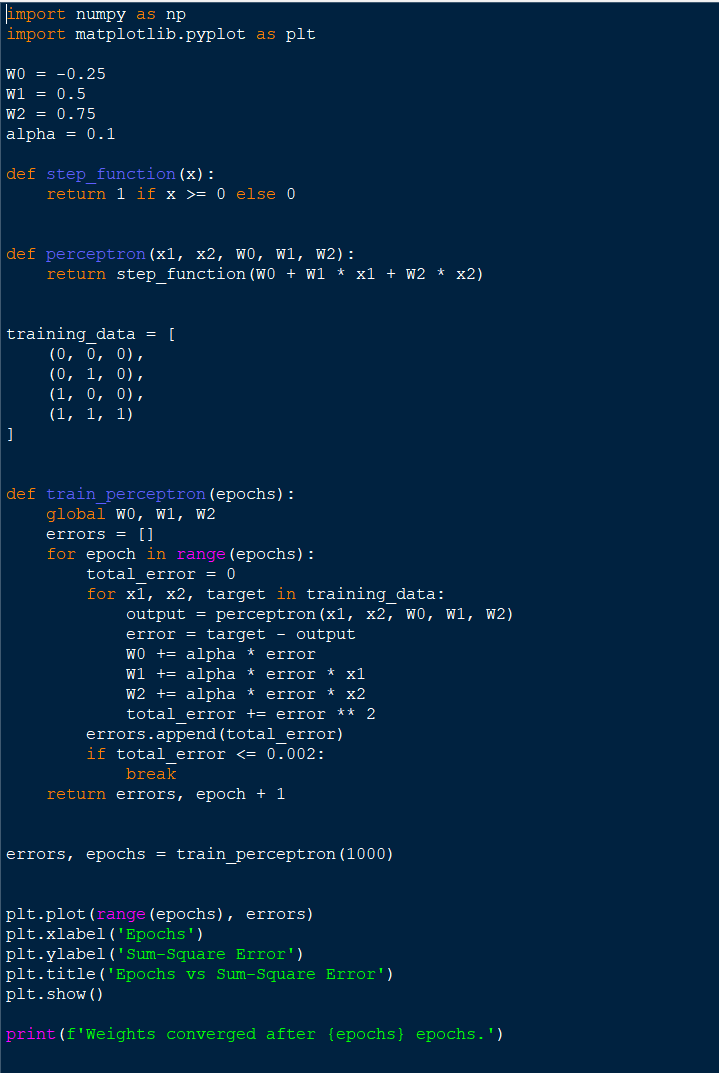 import numpy as np
import matplotlib.pyplot as plt

W0 = -0.25
W1 = 0.5
W2 = 0.75
alpha = 0.1

def step_function(x):
    return 1 if x >= 0 else 0


def perceptron(x1, x2, W0, W1, W2):
    return step_function(W0 + W1 * x1 + W2 * x2)


training_data = [
    (0, 0, 0),
    (0, 1, 0),
    (1, 0, 0),
    (1, 1, 1)
]


def train_perceptron(epochs):
    global W0, W1, W2
    errors = []
    for epoch in range(epochs):
        total_error = 0
        for x1, x2, target in training_data:
            output = perceptron(x1, x2, W0, W1, W2)
            error = target - output
            W0 += alpha * error
            W1 += alpha * error * x1
            W2 += alpha * error * x2
            total_error += error ** 2
        errors.append(total_error)
        if total_error <= 0.002:
            break
    return errors, epoch + 1


errors, epochs = train_perceptron(1000)


plt.plot(range(epochs), errors)
plt.xlabel('Epochs')
plt.ylabel('Sum-Square Error')
plt.title('Epochs vs Sum-Square Error')
plt.show()

print(f'Weights converged after {epochs} epochs.')